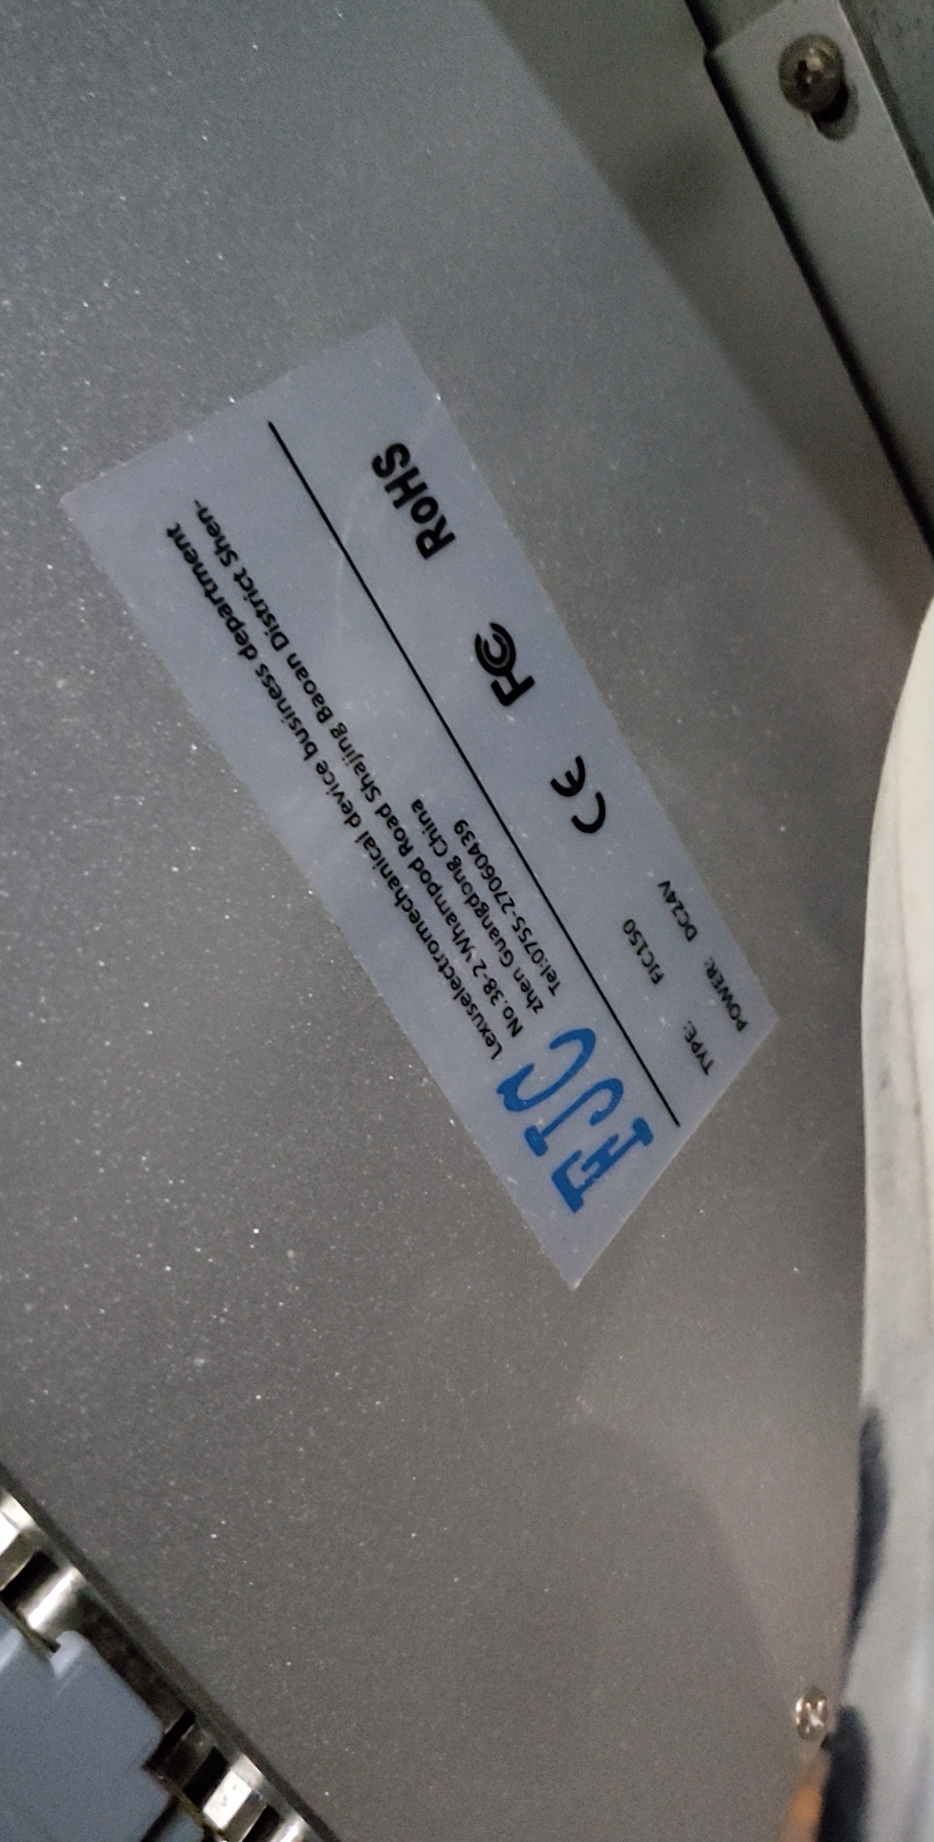 FJC
Lexuselectromechanical device business department
No.38-2 Whampod Road Shajing Baoan District Shen-
zhen Guangdong China
Tel:0755-27060439
TYPE: FJC150
POWER: DC24V
CE FC RoHS